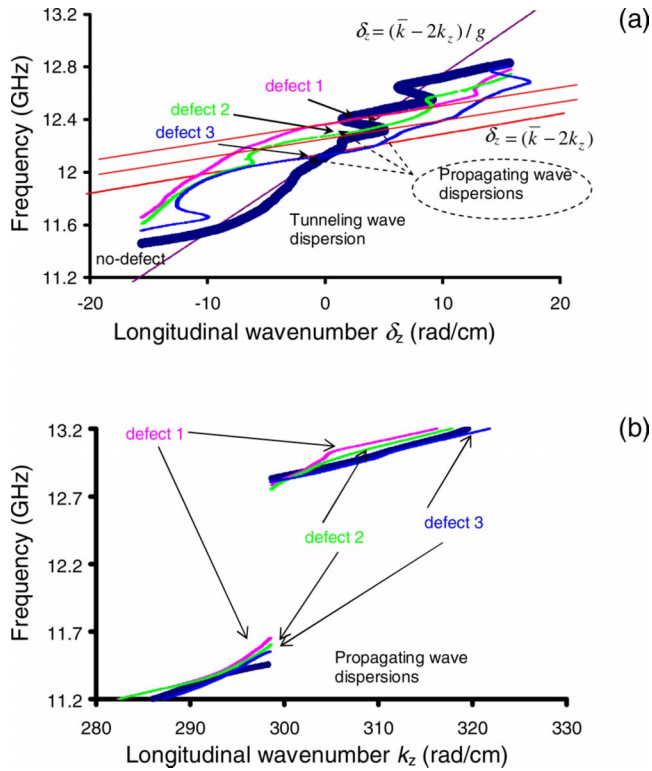 (a)
13.2
12.8
12.4
12
11.6
11.2
Frequency (GHz)
δz = (k̄ − 2kz) / g
defect 1
defect 2
defect 3
δz = (k̄ − 2kz)
Propagating wave
dispersions
Tunneling wave
dispersion
no-defect
-20 -10 0 10 20
Longitudinal wavenumber δz (rad/cm)
(b)
13.2
12.7
12.2
11.7
11.2
Frequency (GHz)
defect 1
defect 2
defect 3
Propagating wave
dispersions
280 290 300 310 320 330
Longitudinal wavenumber kz (rad/cm)